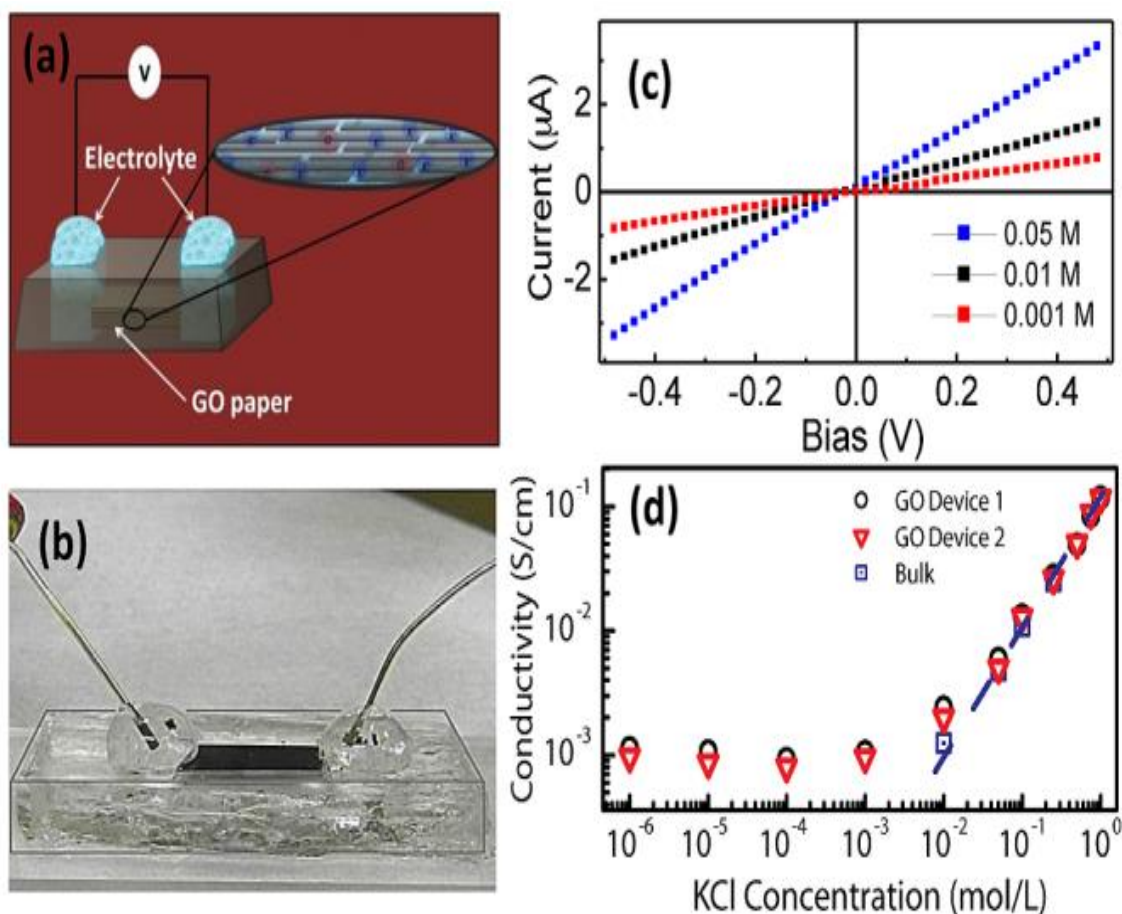 (a)
V
Electrolyte
GO paper
(b)
(c)
Current (µA)
2
0
-2
0.05 M
0.01 M
0.001 M
-0.4
-0.2
0.0
0.2
0.4
Bias (V)
(d)
Conductivity (S/cm)
10⁻¹
10⁻²
10⁻³
GO Device 1
GO Device 2
Bulk
10⁻⁶ 10⁻⁵ 10⁻⁴ 10⁻³ 10⁻² 10⁻¹ 10⁰
KCl Concentration (mol/L)